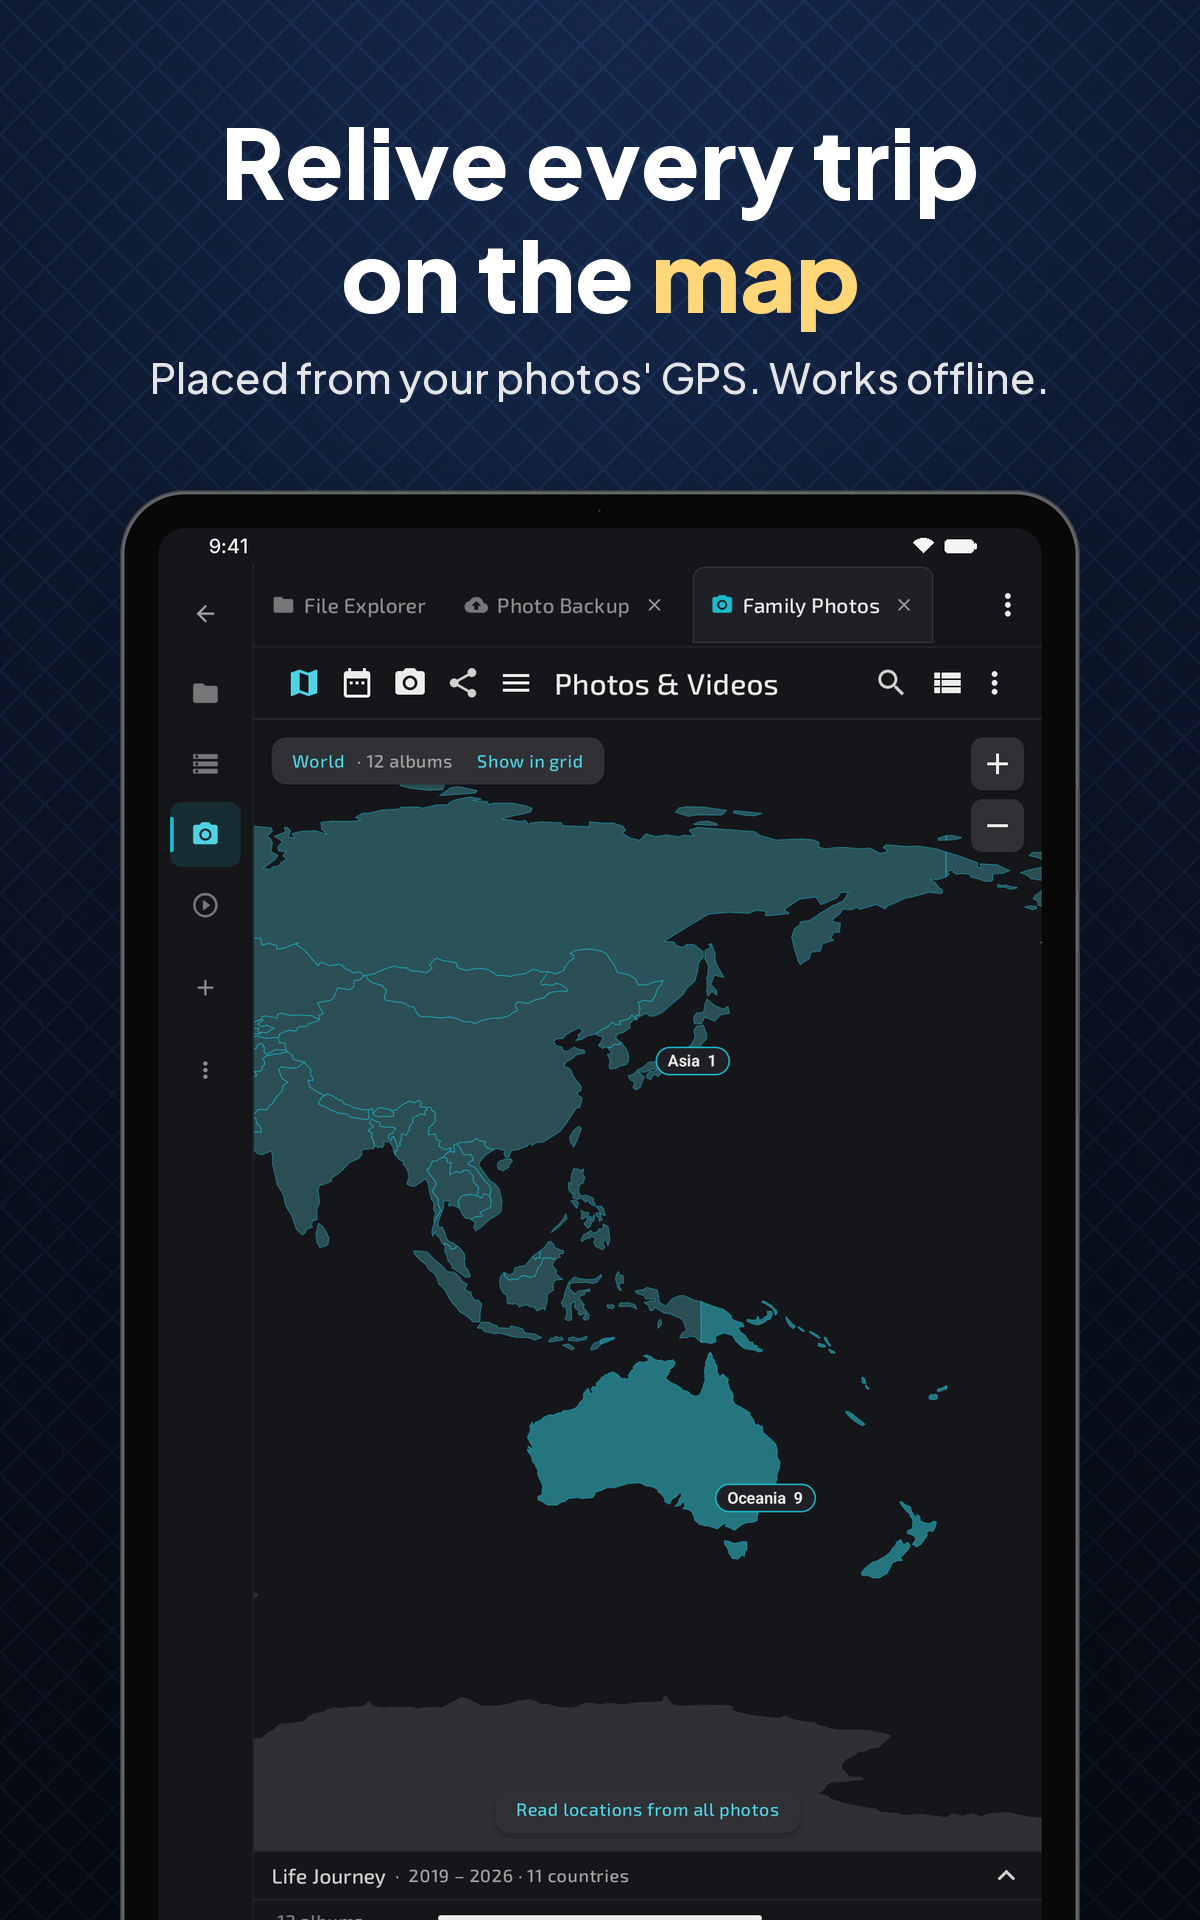 Relive every trip
on the map
Placed from your photos' GPS. Works offline.
9:41
File Explorer
Photo Backup
Family Photos
Photos & Videos
World · 12 albums Show in grid
Asia 1
Oceania 9
Read locations from all photos
Life Journey · 2019 – 2026 · 11 countries
12 albums